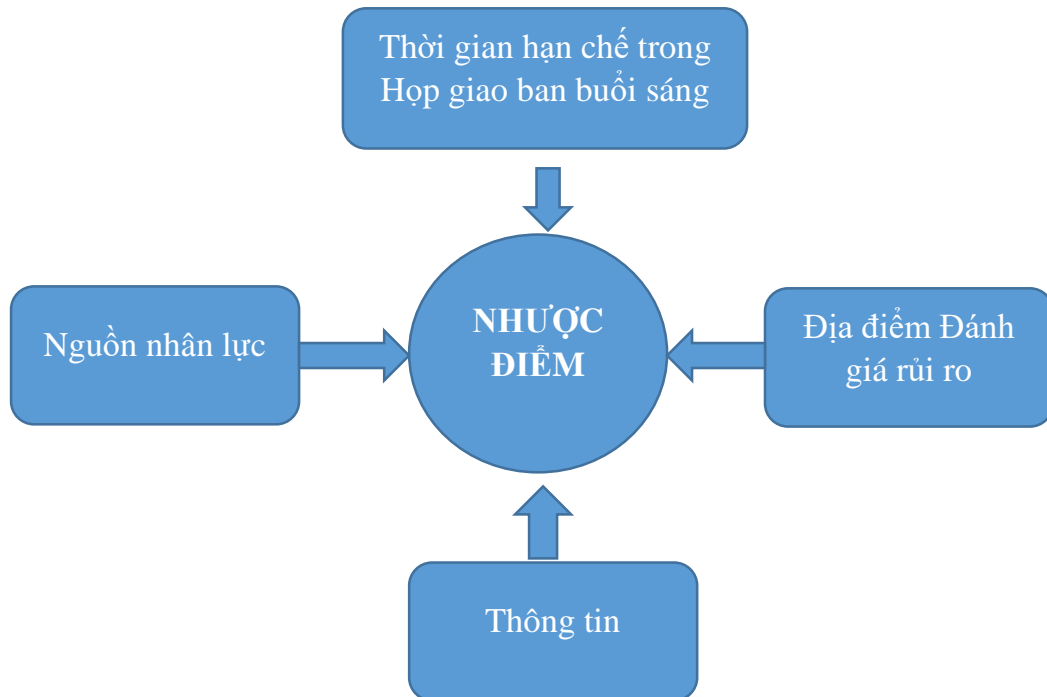 Thời gian hạn chế trong
Họp giao ban buổi sáng
Nguồn nhân lực
NHƯỢC
ĐIỂM
Địa điểm Đánh
giá rủi ro
Thông tin